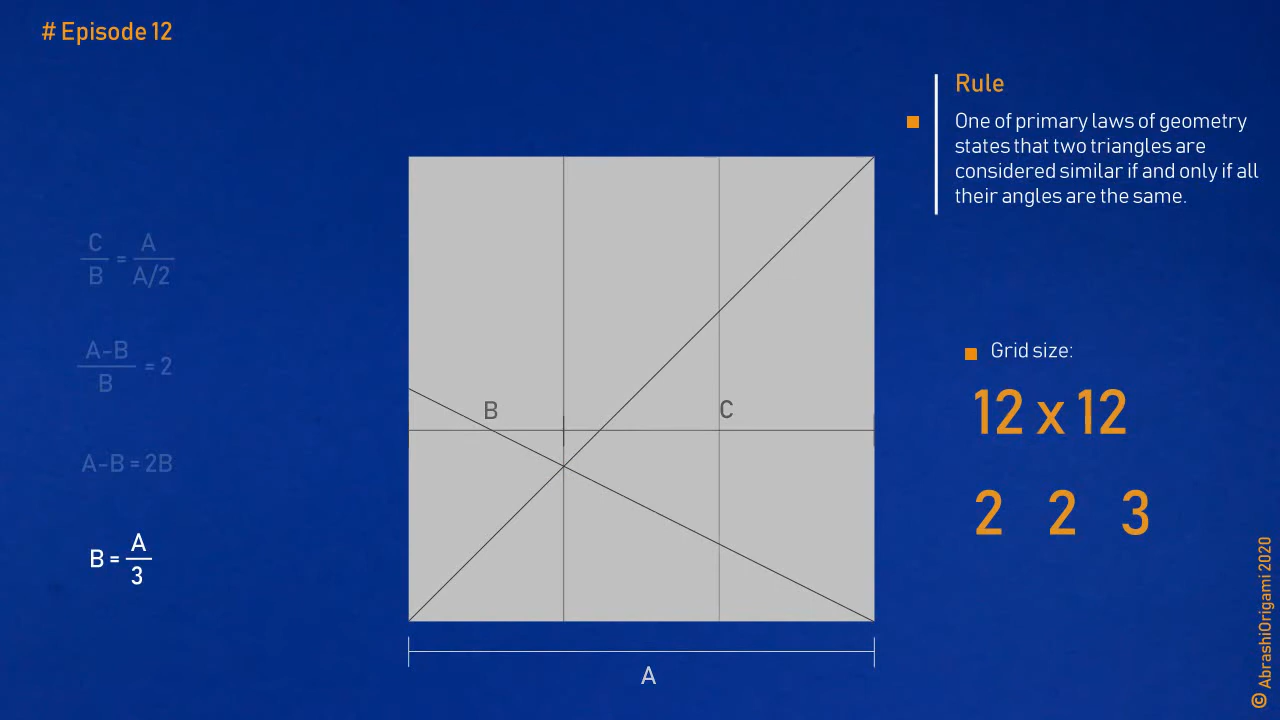 # Episode 12
Rule
One of primary laws of geometry
states that two triangles are
considered similar if and only if all
their angles are the same.
C/B = A/A/2
A-B/B = 2
A-B = 2B
B = A/3
B
C
A
Grid size:
12 x 12
2 2 3
© AbrashiOrigami 2020